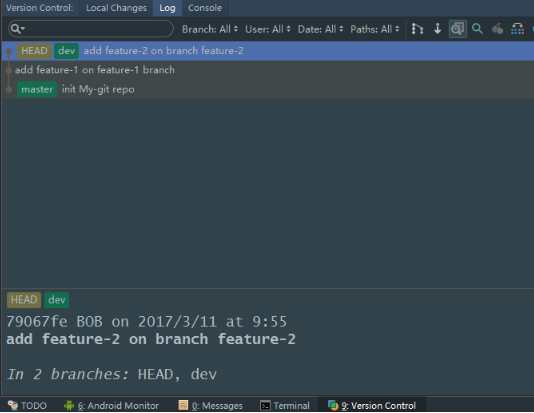 Version Control: Local Changes Log Console
Branch: All User: All Date: All Paths: All
HEAD dev add feature-2 on branch feature-2
add feature-1 on feature-1 branch
master init My-git repo
HEAD dev
79067fe BOB on 2017/3/11 at 9:55
add feature-2 on branch feature-2
In 2 branches: HEAD, dev
TODO 6: Android Monitor 0: Messages Terminal 9: Version Control